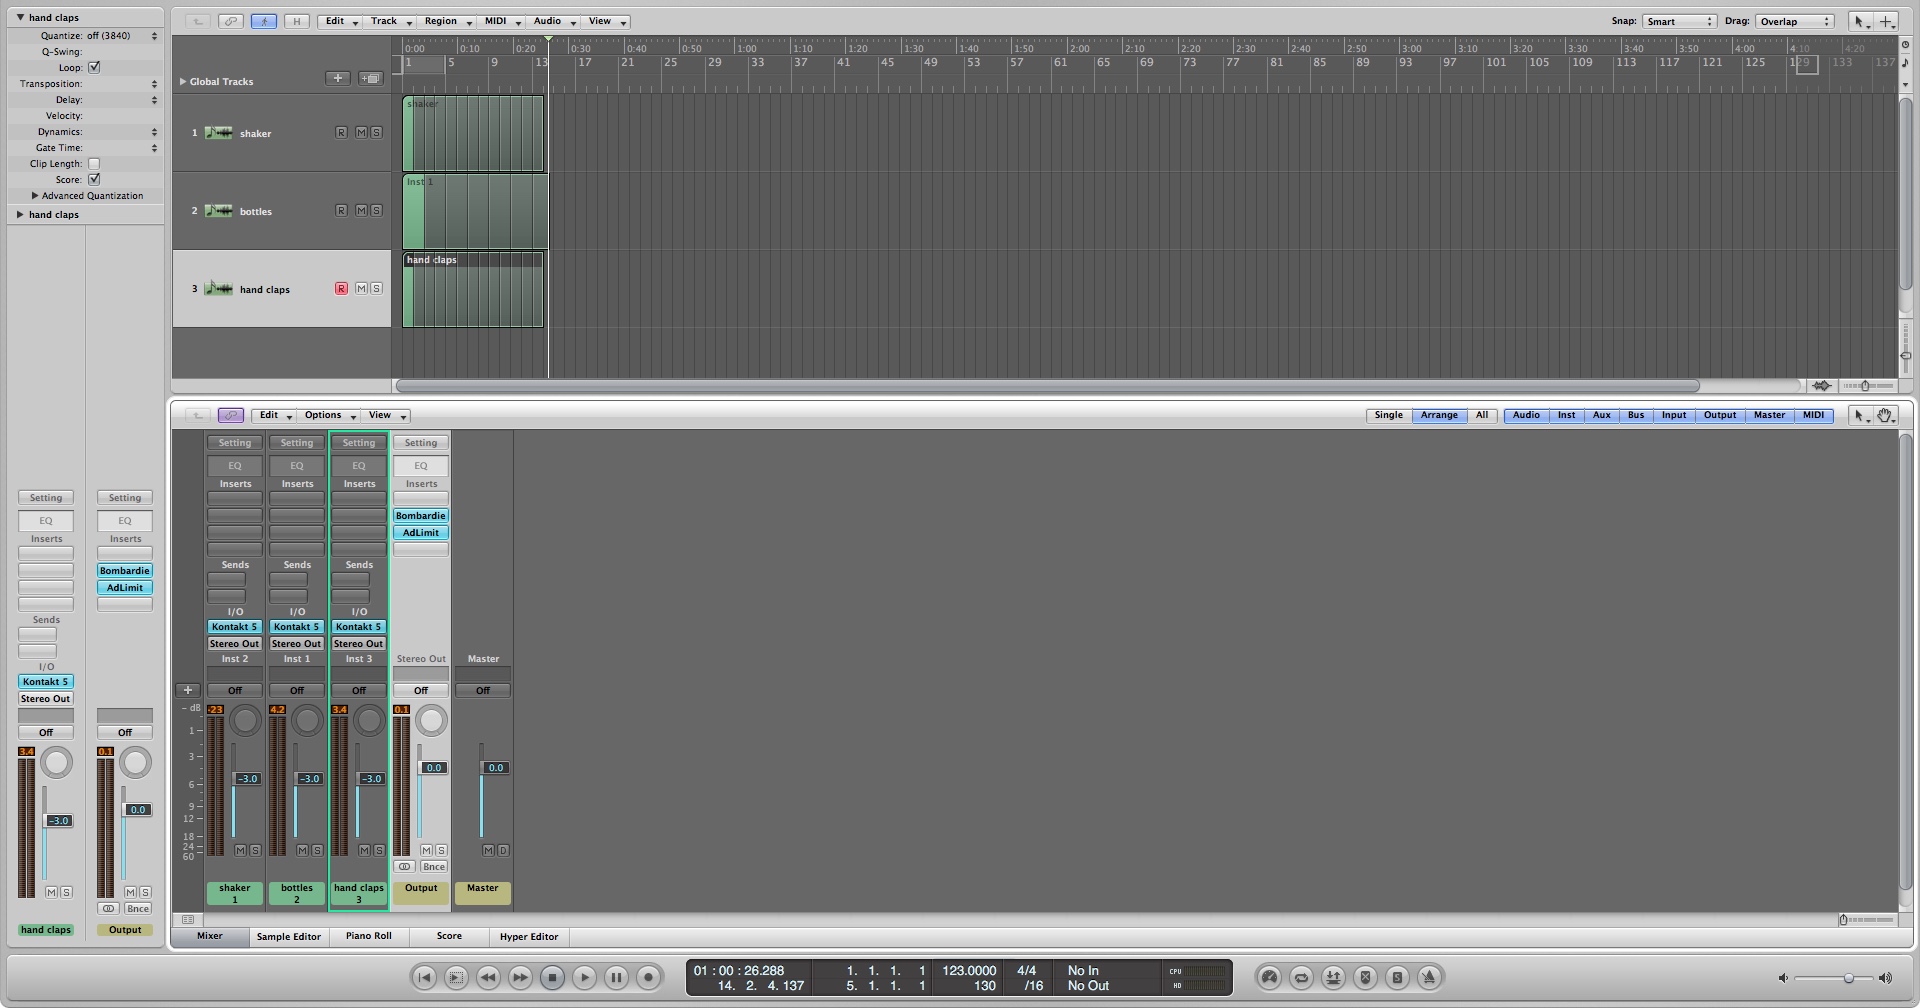 hand claps
Quantize: off (3840)
Q-Swing:
Loop:
Transposition:
Delay:
Velocity:
Dynamics:
Gate Time:
Clip Length:
Score:
Advanced Quantization
hand claps
Setting Setting
EQ EQ
Inserts Inserts
Bombardie
AdLimit
Sends
I/O
Kontakt 5
Stereo Out
Off Off
3.4 0.1
-3.0 0.0
M S M S
Bnce
hand claps Output
H Edit Track Region MIDI Audio View Snap: Smart Drag: Overlap
0:00 0:10 0:20 0:30 0:40 0:50 1:00 1:10 1:20 1:30 1:40 1:50 2:00 2:10 2:20 2:30 2:40 2:50 3:00 3:10 3:20 3:30 3:40 3:50 4:00 4:10 4:20
1 5 9 13 17 21 25 29 33 37 41 45 49 53 57 61 65 69 73 77 81 85 89 93 97 101 105 109 113 117 121 125 129 133 137
Global Tracks
shaker
1 shaker R M S
Inst 1
2 bottles R M S
hand claps
3 hand claps R M S
Edit Options View Single Arrange All Audio Inst Aux Bus Input Output Master MIDI
Setting Setting Setting Setting
EQ EQ EQ EQ
Inserts Inserts Inserts Inserts
Bombardie
AdLimit
Sends Sends Sends
I/O I/O I/O
Kontakt 5 Kontakt 5 Kontakt 5
Stereo Out Stereo Out Stereo Out
Inst 2 Inst 1 Inst 3 Stereo Out Master
Off Off Off Off Off
- dB -23 4.2 3.4 0.1
1
3
0.0 0.0
-3.0 -3.0 -3.0
6
9
12
18
24
60
M S M S M S M S M D
Bnce
shaker bottles hand claps Output Master
1 2 3
Mixer Sample Editor Piano Roll Score Hyper Editor
01 : 00 : 26.288 1. 1. 1. 1 123.0000 4/4 No In CPU
14. 2. 4. 137 5. 1. 1. 1 130 /16 No Out HD
S